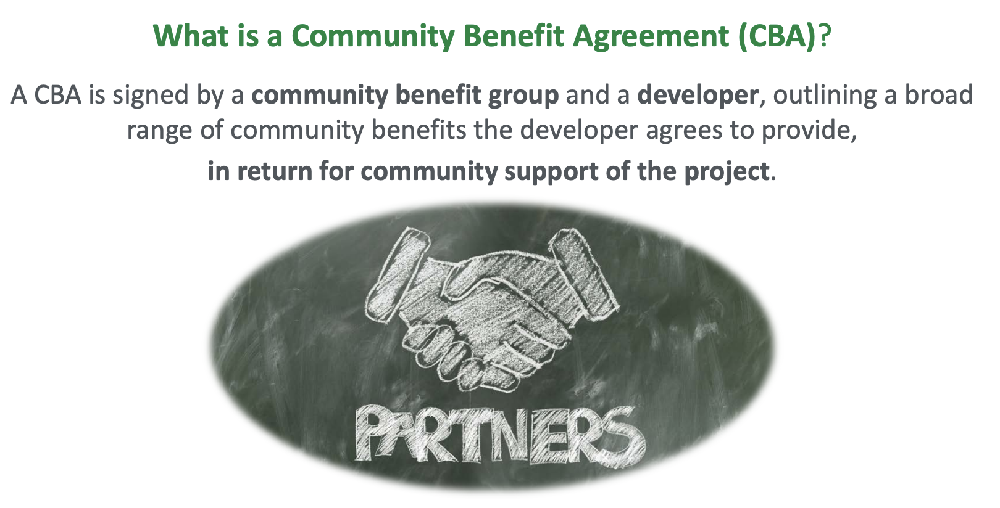 What is a Community Benefit Agreement (CBA)?
A CBA is signed by a community benefit group and a developer, outlining a broad
range of community benefits the developer agrees to provide,
in return for community support of the project.
PARTNERS